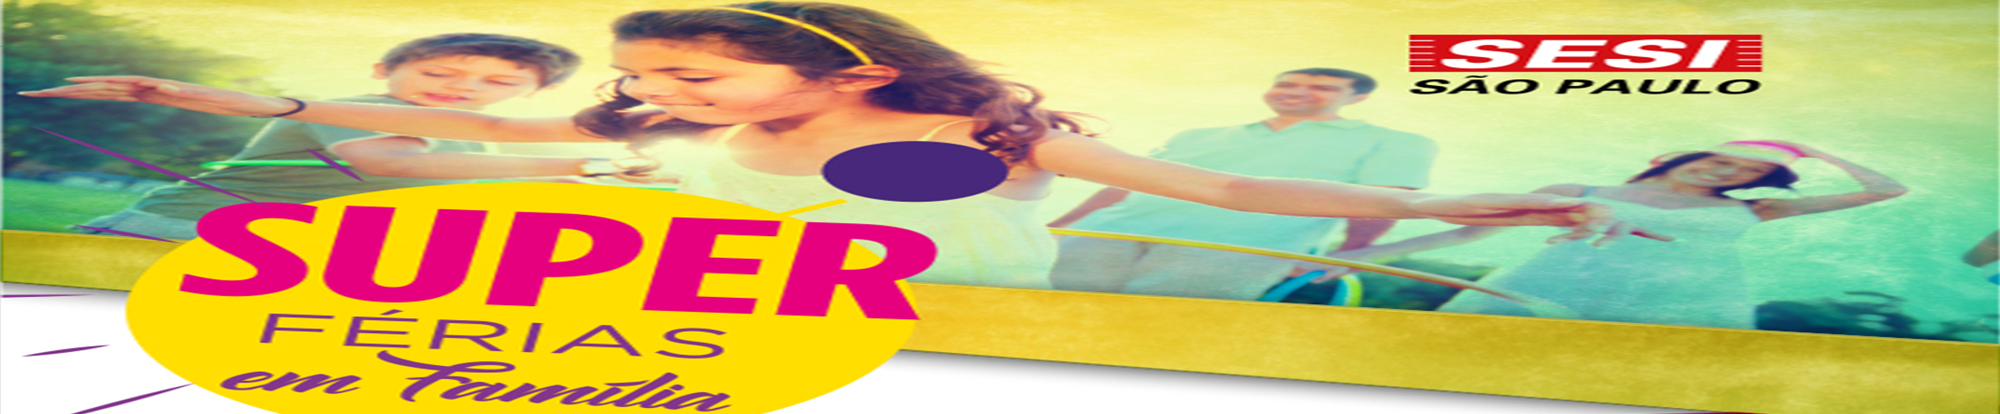 SESI
SÃO PAULO
SUPER
FÉRIAS
em família